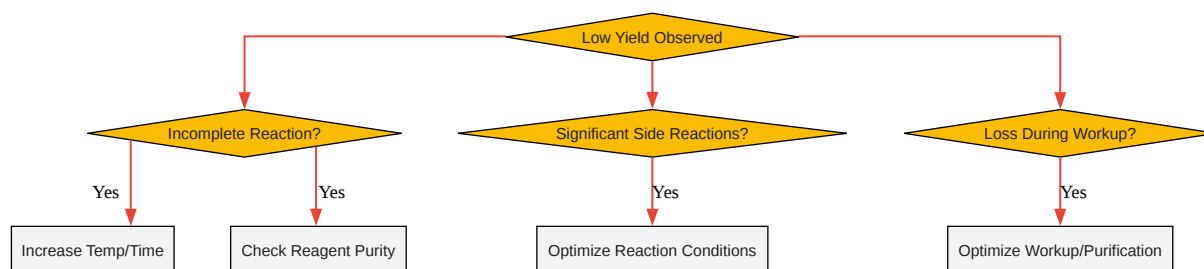 Low Yield Observed
Incomplete Reaction?
Significant Side Reactions?
Loss During Workup?
Yes
Yes
Yes
Yes
Increase Temp/Time
Check Reagent Purity
Optimize Reaction Conditions
Optimize Workup/Purification